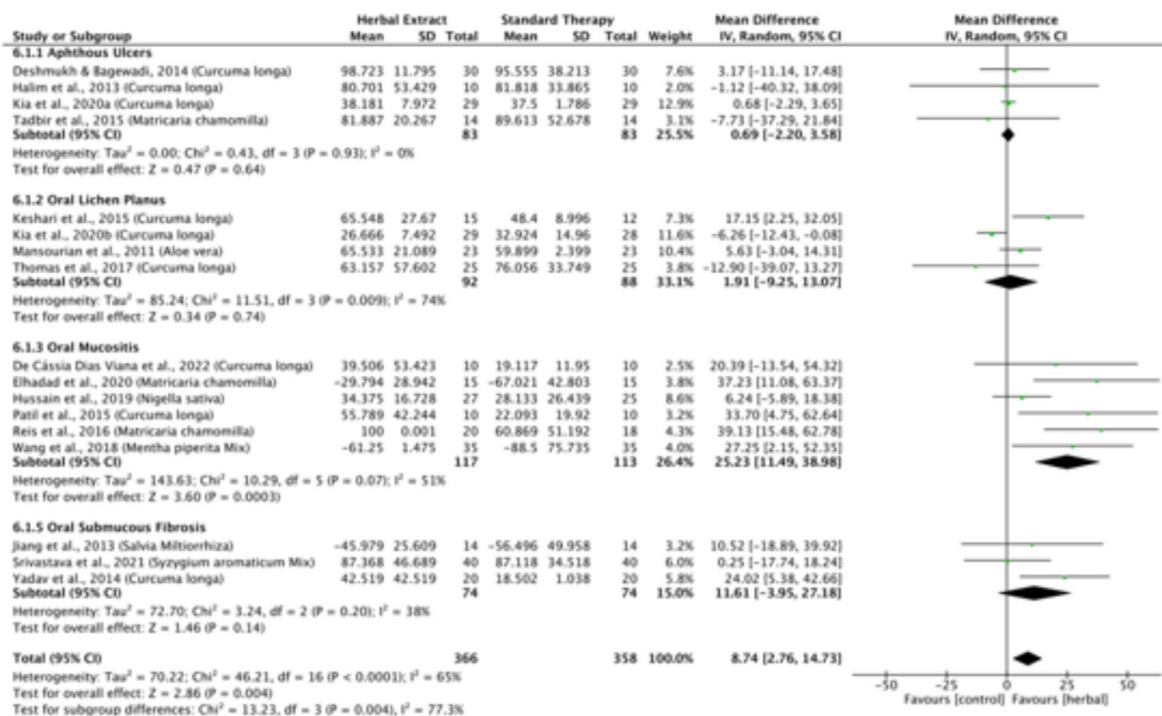 Herbal Extract Standard Therapy Mean Difference Mean Difference
Study or Subgroup Mean SD Total Mean SD Total Weight IV, Random, 95% CI IV, Random, 95% CI
6.1.1 Aphthous Ulcers
Deshmukh & Bagewadi, 2014 (Curcuma longa) 98.723 11.795 30 95.555 38.213 30 7.6% 3.17 [-11.14, 17.48]
Halim et al., 2013 (Curcuma longa) 80.701 53.429 10 81.818 33.865 10 2.0% -1.12 [-40.32, 38.09]
Kia et al., 2020a (Curcuma longa) 38.181 7.972 29 37.5 1.786 29 12.9% 0.68 [-2.29, 3.65]
Tadbir et al., 2015 (Matricaria chamomilla) 81.887 20.267 14 89.613 52.678 14 3.1% -7.73 [-37.29, 21.84]
Subtotal (95% CI) 83 83 25.5% 0.69 [-2.20, 3.58]
Heterogeneity: Tau² = 0.00; Chi² = 0.43, df = 3 (P = 0.93); I² = 0%
Test for overall effect: Z = 0.47 (P = 0.64)
6.1.2 Oral Lichen Planus
Keshari et al., 2015 (Curcuma longa) 65.548 27.67 15 48.4 8.996 12 7.3% 17.15 [2.25, 32.05]
Kia et al., 2020b (Curcuma longa) 26.666 7.492 29 32.924 14.96 28 11.6% -6.26 [-12.43, -0.08]
Mansourian et al., 2011 (Aloe vera) 65.533 21.089 23 59.899 2.399 23 10.4% 5.63 [-3.04, 14.31]
Thomas et al., 2017 (Curcuma longa) 63.157 57.602 25 76.056 33.749 25 3.8% -12.90 [-39.07, 13.27]
Subtotal (95% CI) 92 88 33.1% 1.91 [-9.25, 13.07]
Heterogeneity: Tau² = 85.24; Chi² = 11.51, df = 3 (P = 0.009); I² = 74%
Test for overall effect: Z = 0.34 (P = 0.74)
6.1.3 Oral Mucositis
De Cássia Dias Viana et al., 2022 (Curcuma longa) 39.506 53.423 10 19.117 11.95 10 2.5% 20.39 [-13.54, 54.32]
Elhadad et al., 2020 (Matricaria chamomilla) -29.794 28.942 15 -67.021 42.803 15 3.8% 37.23 [11.08, 63.37]
Hussain et al., 2019 (Nigella sativa) 34.375 16.728 27 28.133 26.439 25 8.6% 6.24 [-5.89, 18.38]
Patil et al., 2015 (Curcuma longa) 55.789 42.244 10 22.093 19.92 10 3.2% 33.70 [4.75, 62.64]
Reis et al., 2016 (Matricaria chamomilla) 100 0.001 20 60.869 51.192 18 4.3% 39.13 [15.48, 62.78]
Wang et al., 2018 (Mentha piperita Mix) -61.25 1.475 35 -88.5 75.735 35 4.0% 27.25 [2.15, 52.35]
Subtotal (95% CI) 117 113 26.4% 25.23 [11.49, 38.98]
Heterogeneity: Tau² = 143.63; Chi² = 10.29, df = 5 (P = 0.07); I² = 51%
Test for overall effect: Z = 3.60 (P = 0.0003)
6.1.5 Oral Submucous Fibrosis
Jiang et al., 2013 (Salvia Miltiorrhiza) -45.979 25.609 14 -56.496 49.958 14 3.2% 10.52 [-18.89, 39.92]
Srivastava et al., 2021 (Syzygium aromaticum Mix) 87.368 46.689 40 87.118 34.518 40 6.0% 0.25 [-17.74, 18.24]
Yadav et al., 2014 (Curcuma longa) 42.519 42.519 20 18.502 1.038 20 5.8% 24.02 [5.38, 42.66]
Subtotal (95% CI) 74 74 15.0% 11.61 [-3.95, 27.18]
Heterogeneity: Tau² = 72.70; Chi² = 3.24, df = 2 (P = 0.20); I² = 38%
Test for overall effect: Z = 1.46 (P = 0.14)
Total (95% CI) 366 358 100.0% 8.74 [2.76, 14.73]
Heterogeneity: Tau² = 70.22; Chi² = 46.21, df = 16 (P < 0.0001); I² = 65%
Test for overall effect: Z = 2.86 (P = 0.004)
Test for subgroup differences: Chi² = 13.23, df = 3 (P = 0.004), I² = 77.3%
-50 -25 0 25 50
Favours [control] Favours [herbal]